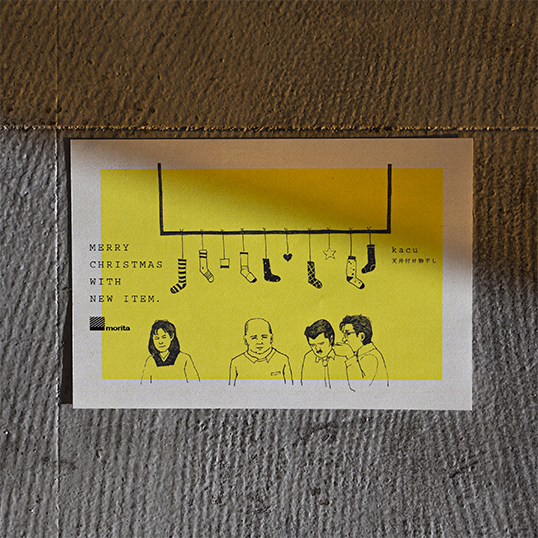 MERRY
CHRISTMAS
WITH
NEW ITEM.
morita
kacu
天井付け物干し